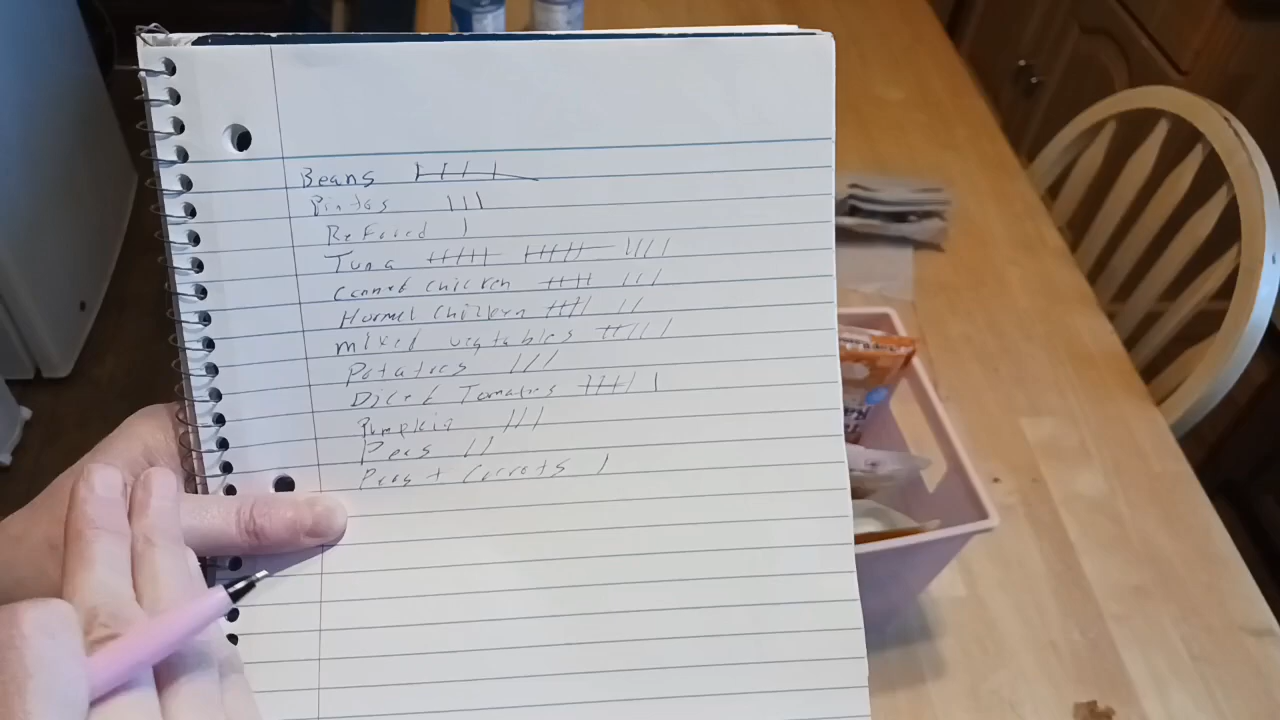 Beans
Pintos
Refried
Tuna
Canned chicken
Hormel Chicken
mixed vegtables
Potatoes
Diced Tomatoes
Pumpkin
Peas
Peas + Carrots